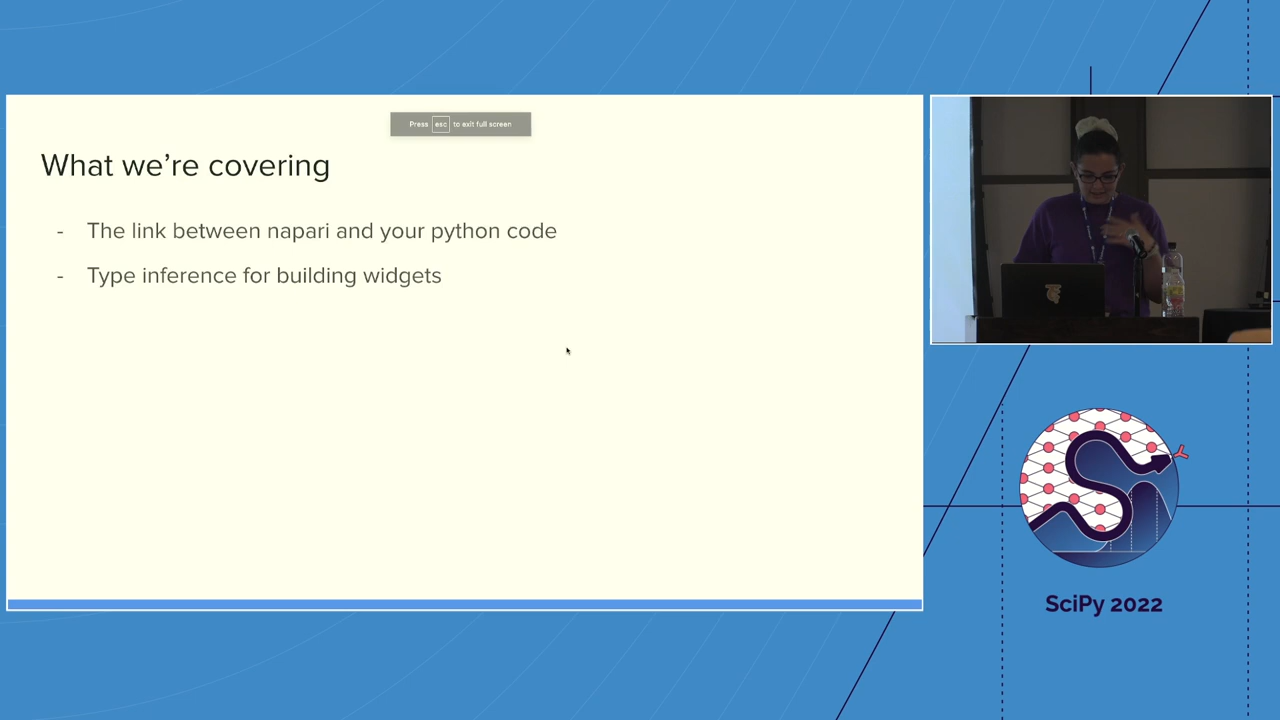 Press esc to exit full screen
What we're covering
- The link between napari and your python code
- Type inference for building widgets
SciPy 2022